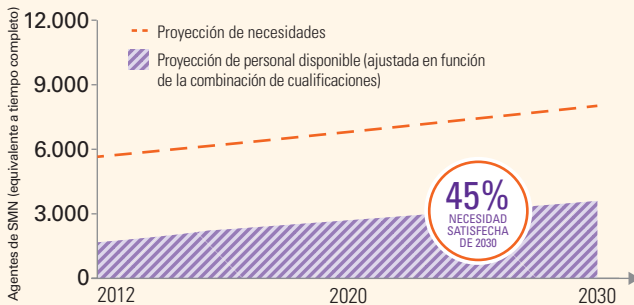 Agentes de SMN (equivalente a tiempo completo)
12.000
9.000
6.000
3.000
0
Proyección de necesidades
Proyección de personal disponible (ajustada en función
de la combinación de cualificaciones)
45%
NECESIDAD
SATISFECHA
DE 2030
2012
2020
2030